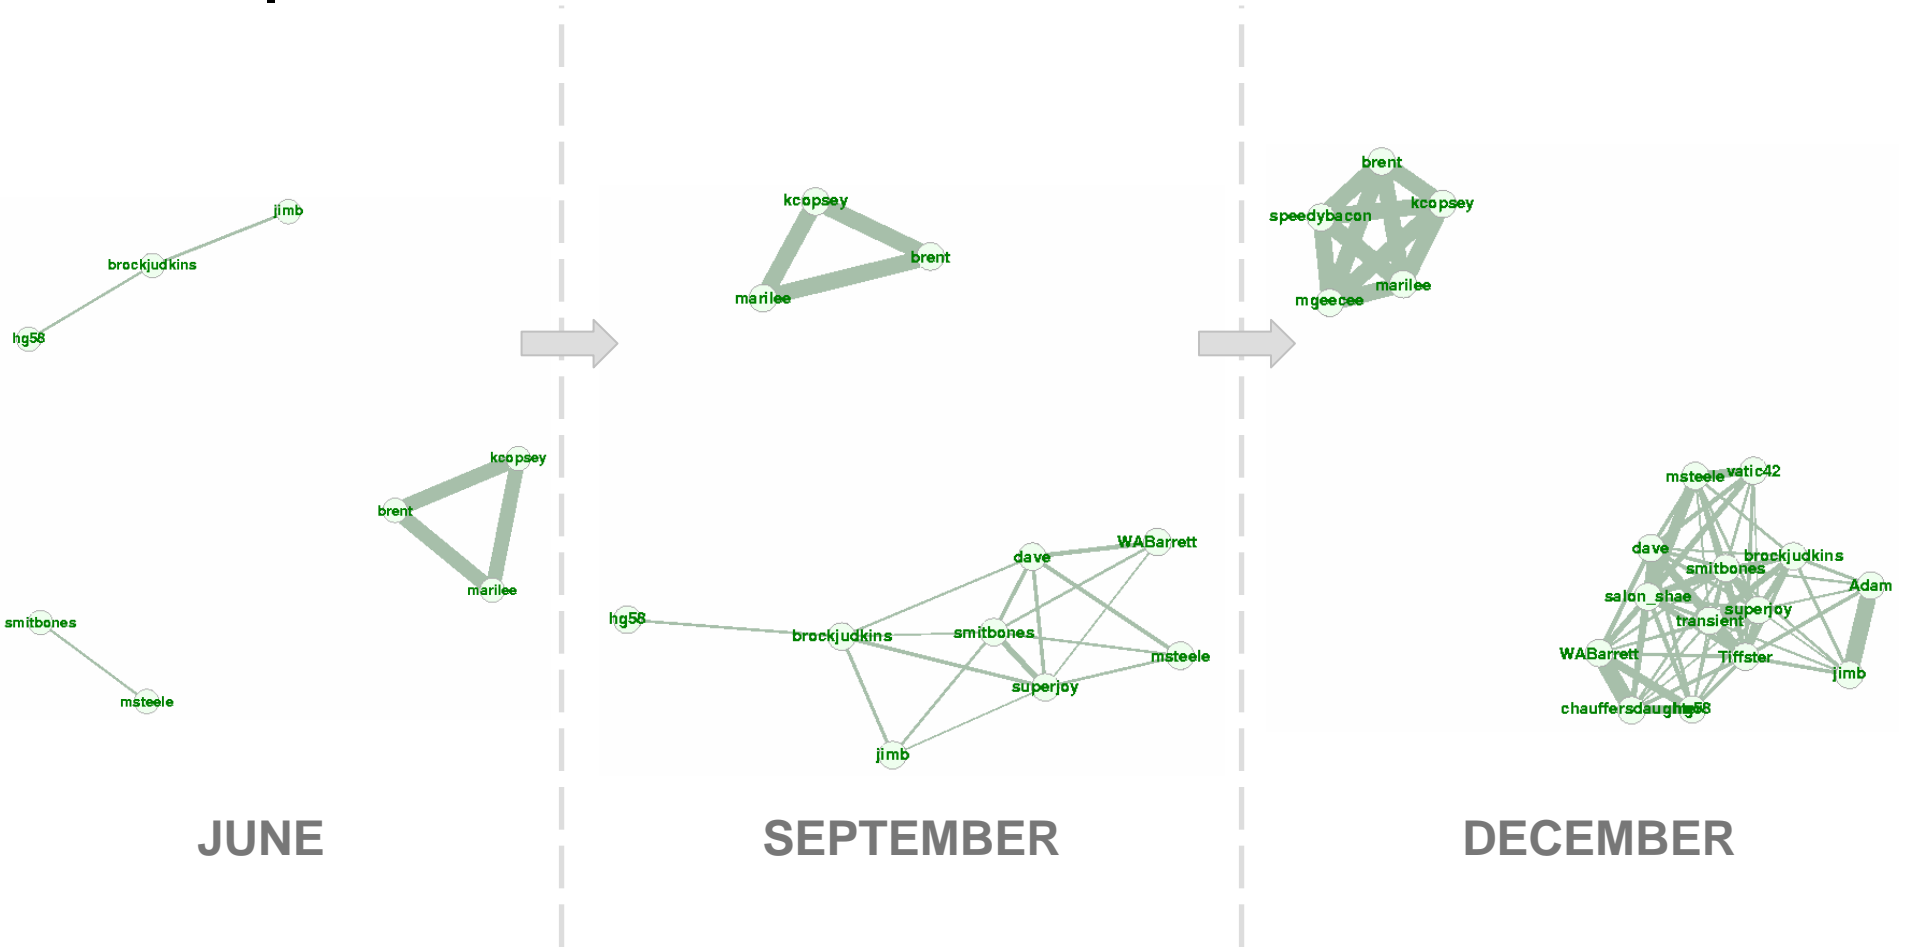 jimb
brockjudkins
hg58
kcopsey
brent
marilee
smitbones
msteele
JUNE
kcopsey
brent
marilee
WABarrett
dave
hg58
brockjudkins
smitbones
msteele
superjoy
jimb
SEPTEMBER
brent
kcopsey
speedybacon
marilee
mgeecee
msteele
vatic42
dave
brockjudkins
smitbones
Adam
salon_shae
superjoy
transient
WABarrett
Tiffster
jimb
chauffersdaughter
hg58
DECEMBER